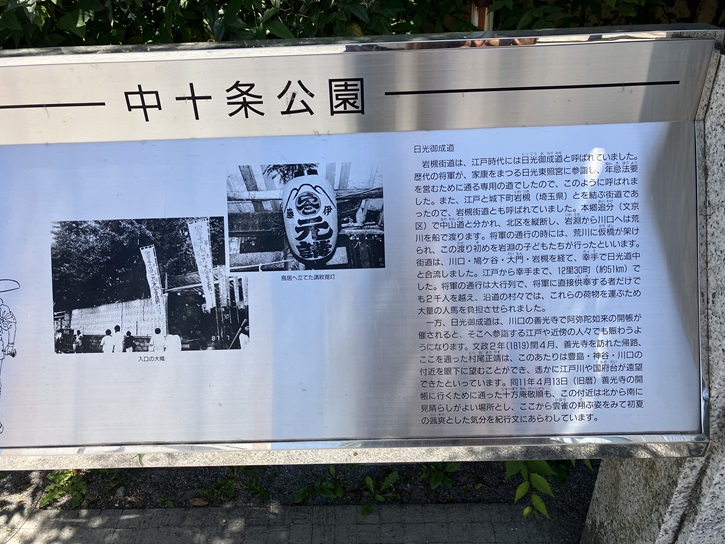 中十条公園
日光御成道
岩槻街道は、江戸時代には日光御成道と呼ばれていました。
歴代の将軍が、家康をまつる日光東照宮に参詣し、年忌法要
を営むために通る専用の道でしたので、このように呼ばれま
した。また、江戸と城下町岩槻（埼玉県）とを結ぶ街道であ
ったので、岩槻街道とも呼ばれていました。本郷追分（文京
区）で中山道と分かれ、北区を縦断し、岩淵から川口へは荒
川を船で渡ります。将軍の通行の時には、荒川に仮橋が架け
られ、この渡り初めを岩淵の子どもたちが行ったといいます。
街道は、川口・鳩ケ谷・大門・岩槻を経て、幸手で日光道中
と合流しました。江戸から幸手まで、12里30町（約51km）で
した。将軍の通行は大行列で、将軍に直接供奉する者だけで
も２千人を越え、沿道の村々では、これらの荷物を運ぶため
大量の人馬を負担させられました。
一方、日光御成道は、川口の善光寺で阿弥陀如来の開帳が
催されると、そこへ参詣する江戸や近傍の人々でも賑わうよ
うになります。文政２年（1819）閏４月、善光寺を訪れた帰路、
ここを通った村尾正靖は、このあたりは豊島・神谷・川口の
付近を眼下に望むことができ、遙かに江戸川や国府台が遠望
できたといっています。同11年４月13日（旧暦）善光寺の開
帳に行くために通った十方庵敬順も、この付近は北から南に
見晴らしがよい場所とし、ここから雲雀の翔ぶ姿をみて初夏
の颯爽とした気分を紀行文にあらわしています。
伊
元
講
鳥居へ立てた講紋提灯
入口の大幟